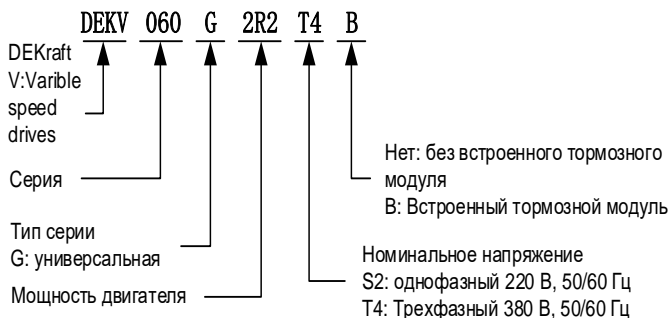 DEKV 060 G 2R2 T4 B
DEKraft
V:Varible
speed
drives
Серия
Тип серии
G: универсальная
Мощность двигателя
Нет: без встроенного тормозного
модуля
B: Встроенный тормозной модуль
Номинальное напряжение
S2: однофазный 220 В, 50/60 Гц
T4: Трехфазный 380 В, 50/60 Гц